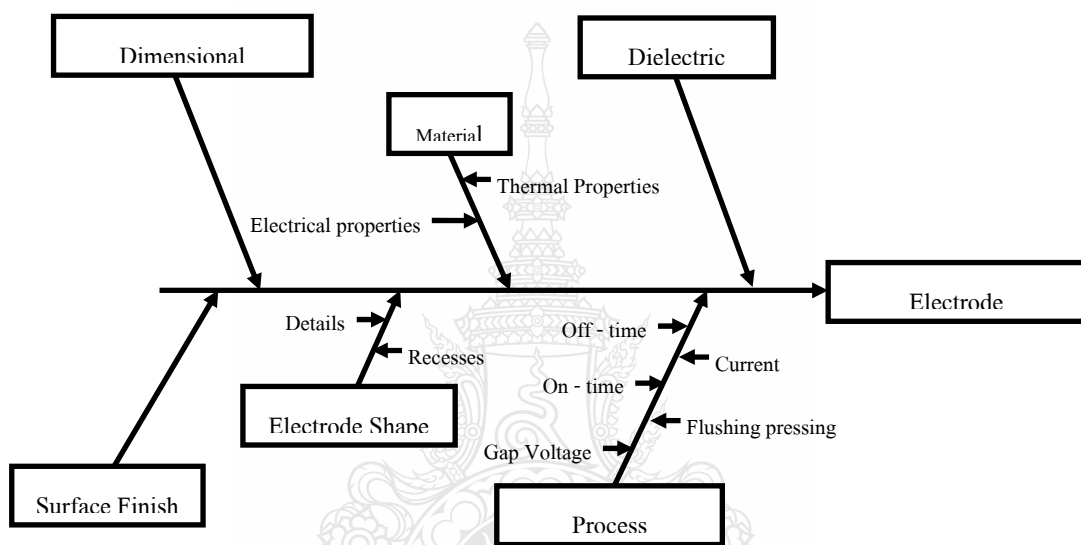 Dimensional
Dielectric
Material
Thermal Properties
Electrical properties
Electrode
Details
Off - time
Recesses
Current
On - time
Electrode Shape
Flushing pressing
Gap Voltage
Surface Finish
Process